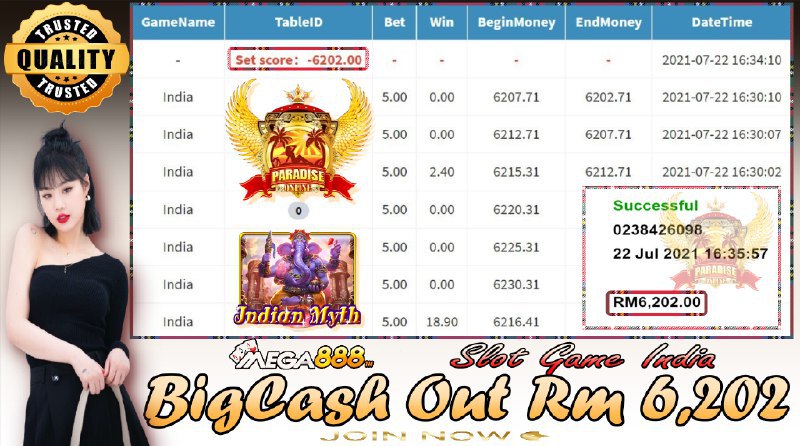 TRUSTED
QUALITY
TRUSTED
GameName TableID Bet Win BeginMoney EndMoney DateTime
- Set score: -6202.00 - - - - 2021-07-22 16:34:10
India 5.00 0.00 6207.71 6202.71 2021-07-22 16:30:10
India 5.00 0.00 6212.71 6207.71 2021-07-22 16:30:07
India 5.00 2.40 6215.31 6212.71 2021-07-22 16:30:02
PARADISE
ONLINE
India 0 5.00 0.00 6220.31
India 5.00 0.00 6225.31
India 5.00 0.00 6230.31
India 5.00 18.90 6216.41
Indian Myth
Successful
0238426098
22 Jul 2021 16:35:57
PARADISE
RM6,202.00
MEGA888
Slot Game India
BigCash Out Rm 6,202
JOIN NOW